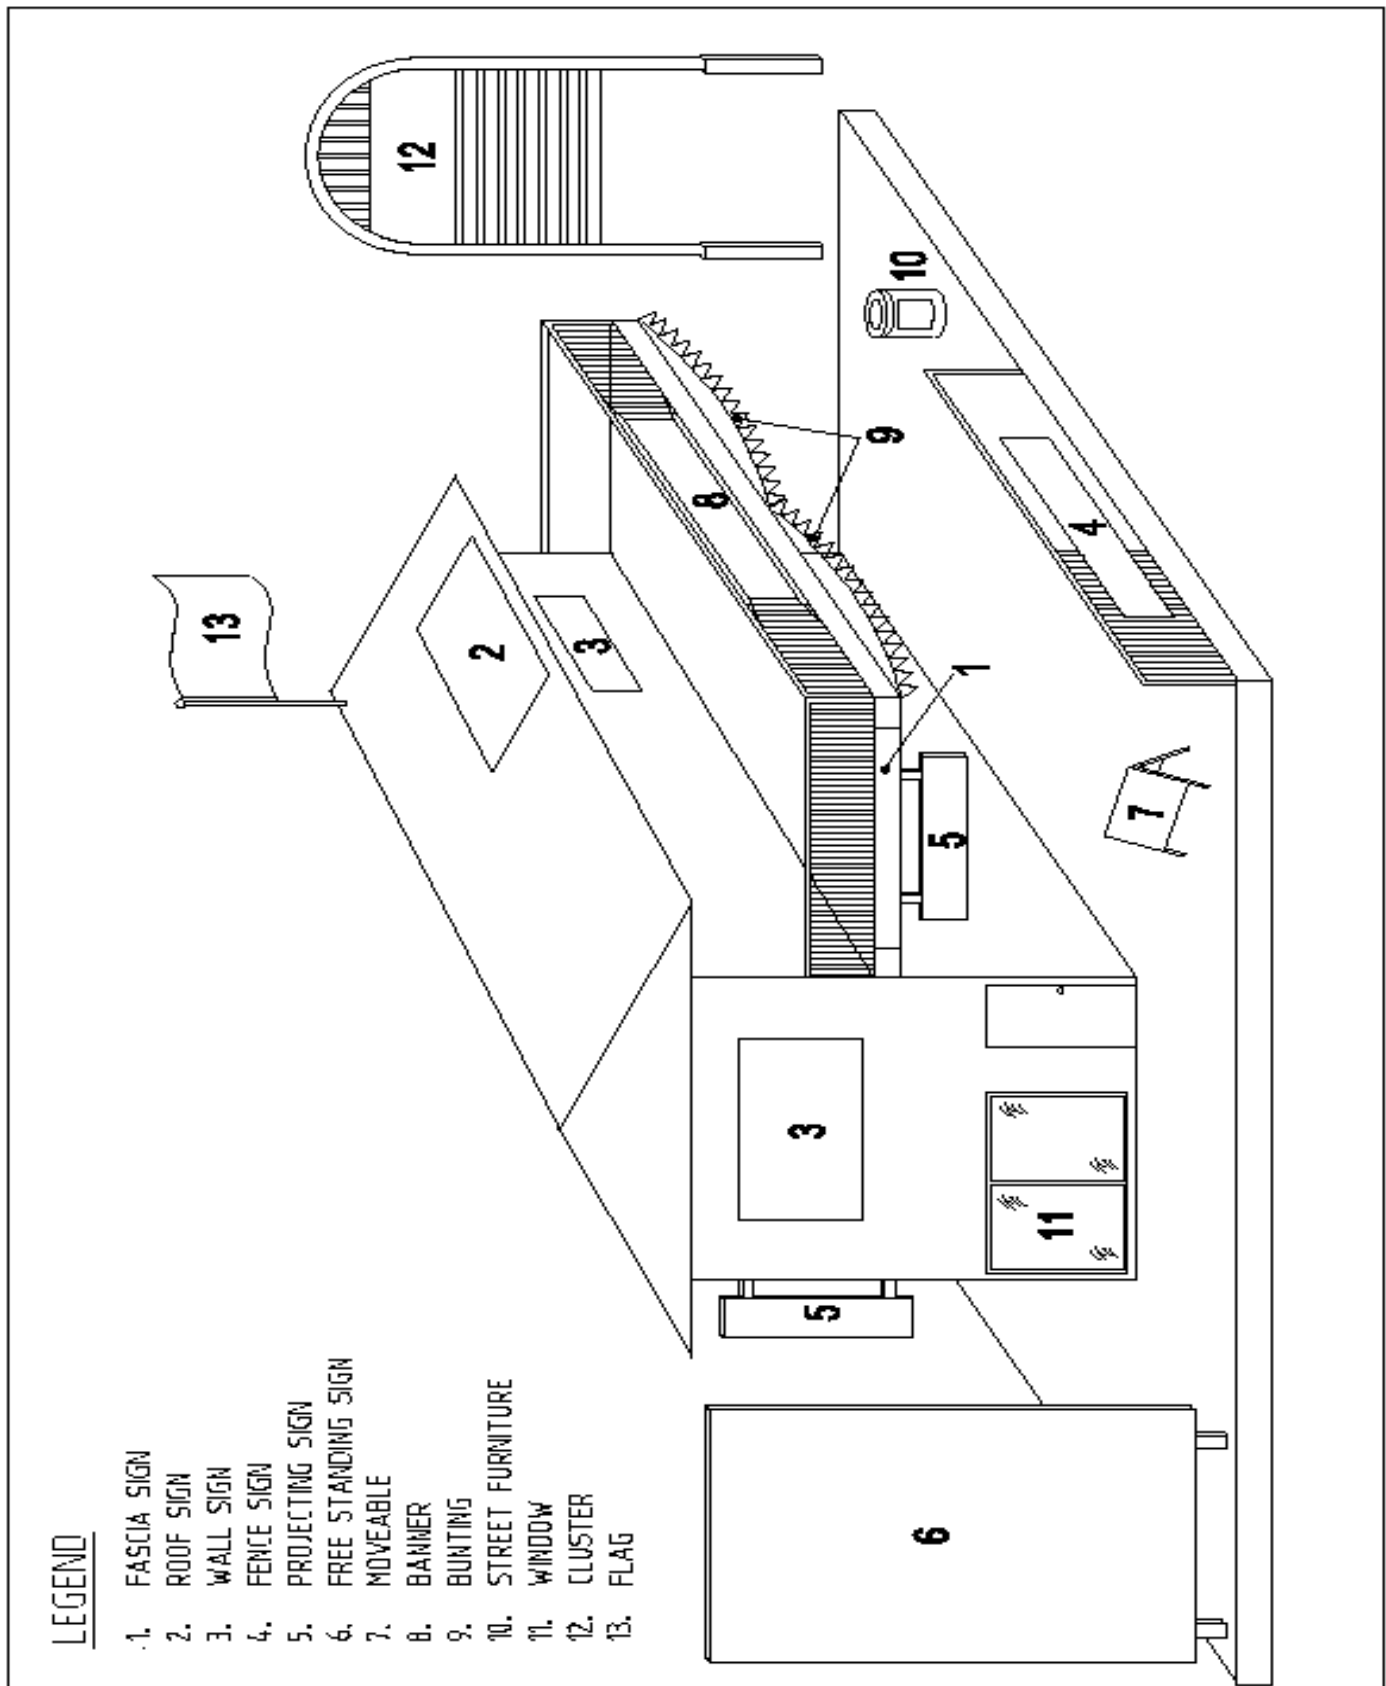 LEGEND
1. FASCIA SIGN
2. ROOF SIGN
3. WALL SIGN
4. FENCE SIGN
5. PROJECTING SIGN
6. FREE STANDING SIGN
7. MOVEABLE
8. BANNER
9. BUNTING
10. STREET FURNITURE
11. WINDOW
12. CLUSTER
13. FLAG
13
12
2
3
8
9
10
4
1
5
7
3
11
5
6